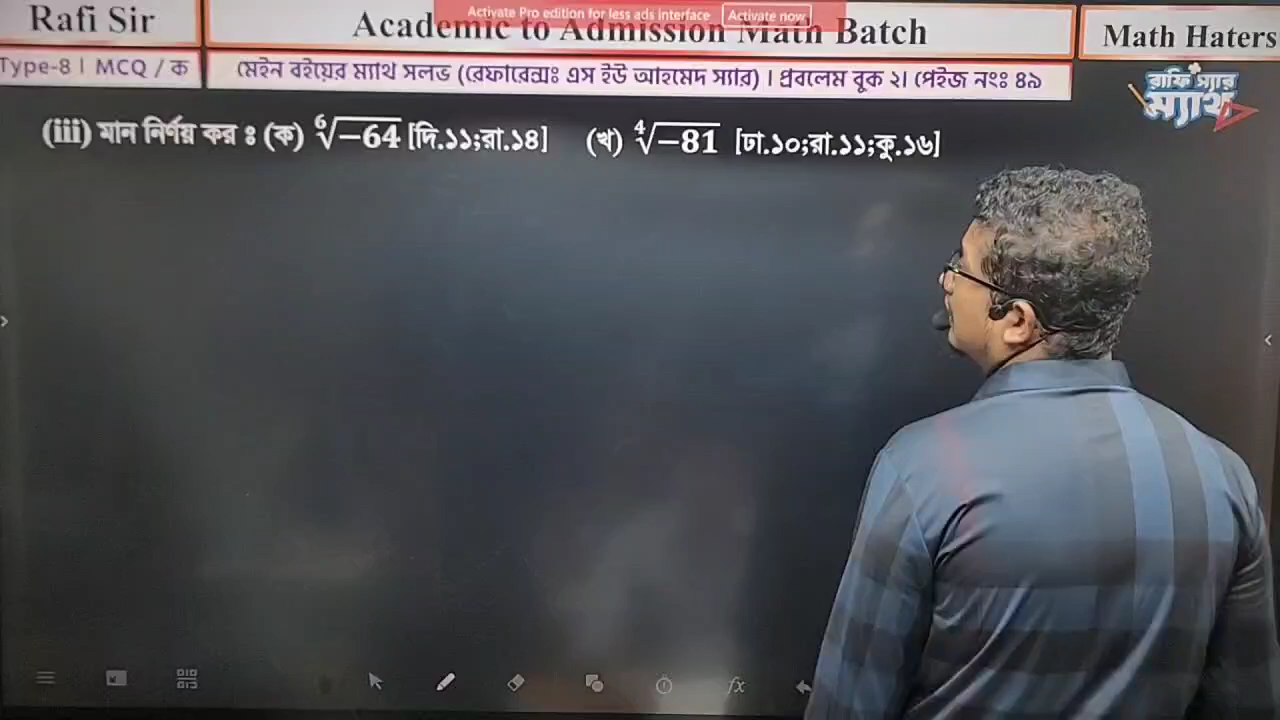 Activate Pro edition for less ads interface Activate now
Rafi Sir
Academic to Admission Math Batch
Math Haters
Type-8 । MCQ / ক
মেইন বইয়ের ম্যাথ সলভ (রেফারেন্সঃ এস ইউ আহমেদ স্যার) । প্রবলেম বুক ২। পেইজ নংঃ ৪৯
রাফি স্যার
ম্যাথ
(iii) মান নির্ণয় কর ঃ (ক) ⁶√−64 [দি.১১;রা.১৪] (খ) ⁴√−81 [ঢা.১০;রা.১১;কু.১৬]
fx